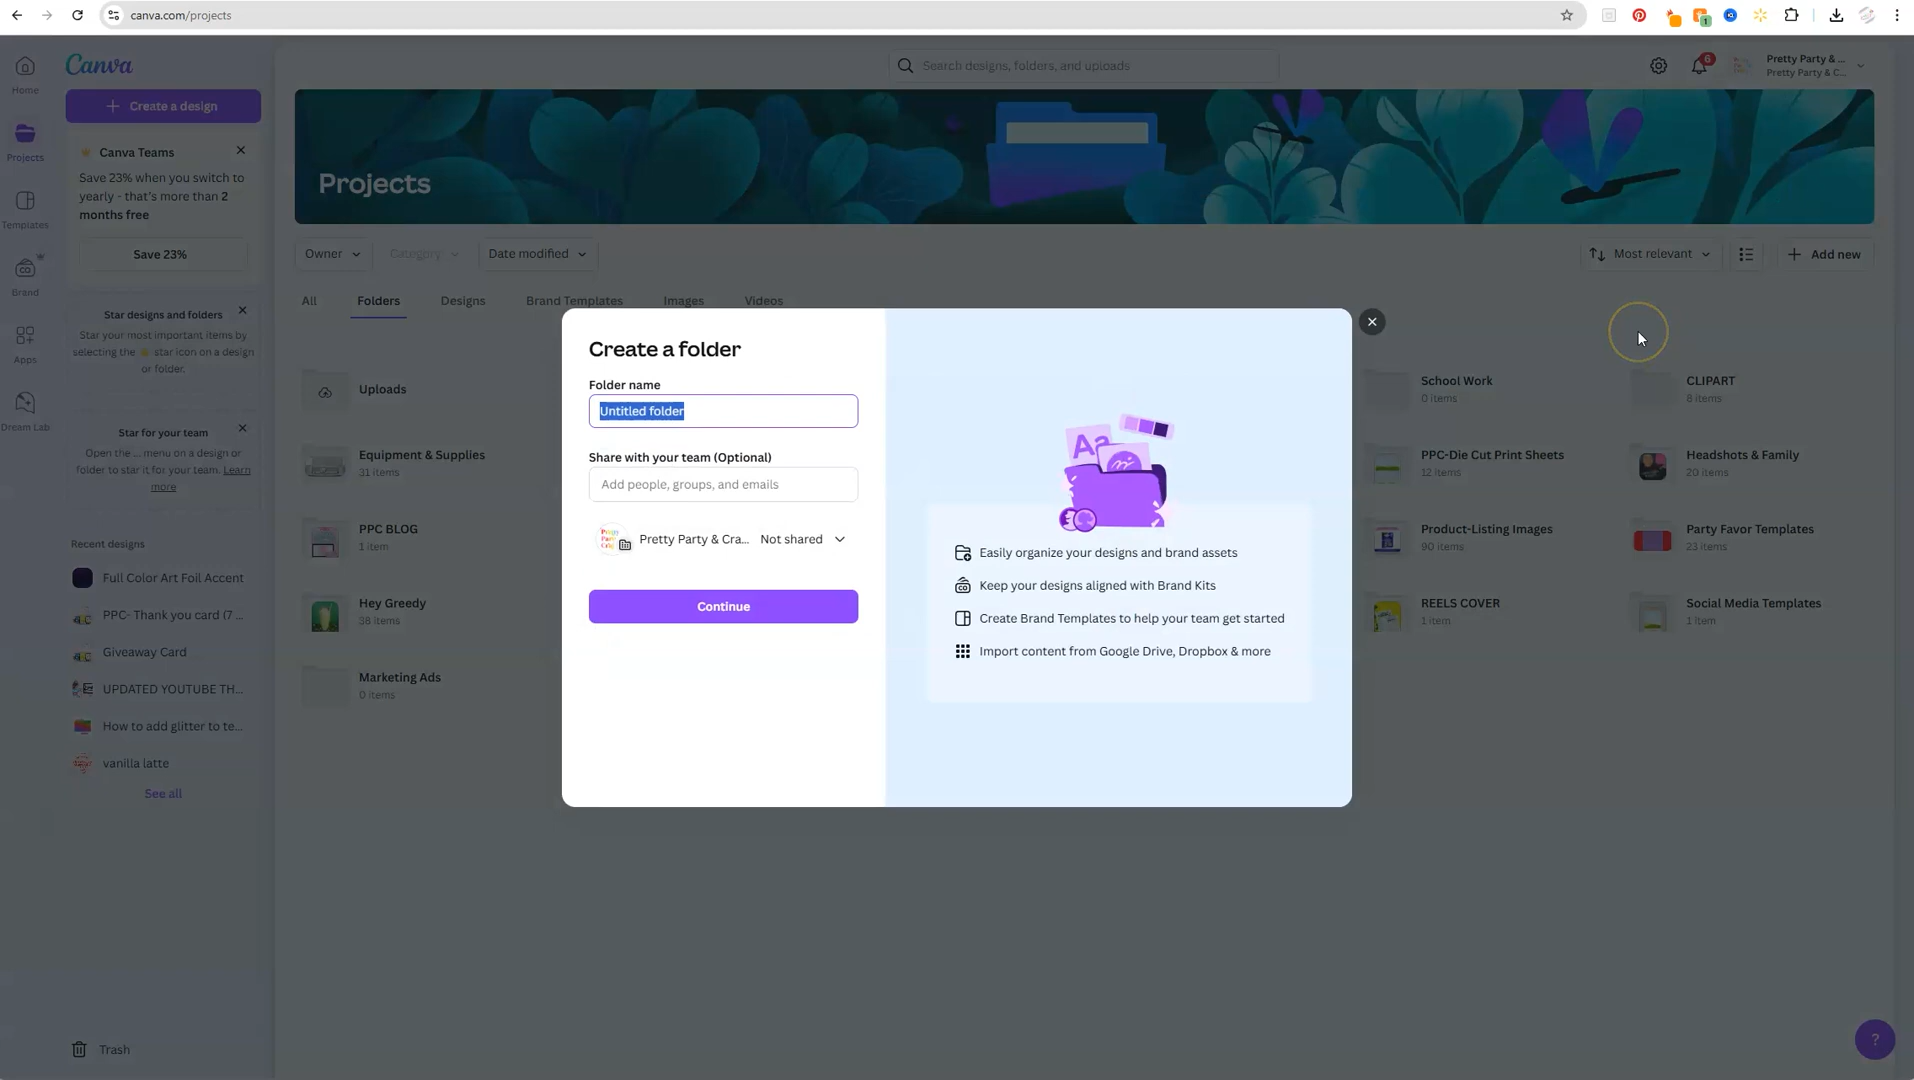 canva.com/projects
1
Canva
Home
Create a design
Projects
Templates
Brand
Apps
Dream Lab
Canva Teams
Save 23% when you switch to
yearly - that's more than 2
months free
Save 23%
Star designs and folders
Star your most important items by
selecting the star icon on a design
or folder.
Star for your team
Open the ... menu on a design or
folder to star it for your team. Learn
more
Recent designs
Full Color Art Foil Accent
PPC- Thank you card (7 ...
Giveaway Card
UPDATED YOUTUBE TH...
How to add glitter to te...
vanilla latte
See all
Trash
Search designs, folders, and uploads
6
Pretty Party & ...
Pretty Party & C...
Projects
Owner
Category
Date modified
Most relevant
Add new
All
Folders
Designs
Brand Templates
Images
Videos
Uploads
School Work
0 items
CLIPART
8 items
Equipment & Supplies
31 items
PPC-Die Cut Print Sheets
12 items
Headshots & Family
20 items
PPC BLOG
1 item
Product-Listing Images
90 items
Party Favor Templates
23 items
Hey Greedy
38 items
REELS COVER
1 item
Social Media Templates
1 item
Marketing Ads
0 items
Create a folder
Folder name
Untitled folder
Share with your team (Optional)
Add people, groups, and emails
Pretty Party & Cra...
Not shared
Continue
Aa
Easily organize your designs and brand assets
Keep your designs aligned with Brand Kits
Create Brand Templates to help your team get started
Import content from Google Drive, Dropbox & more
?